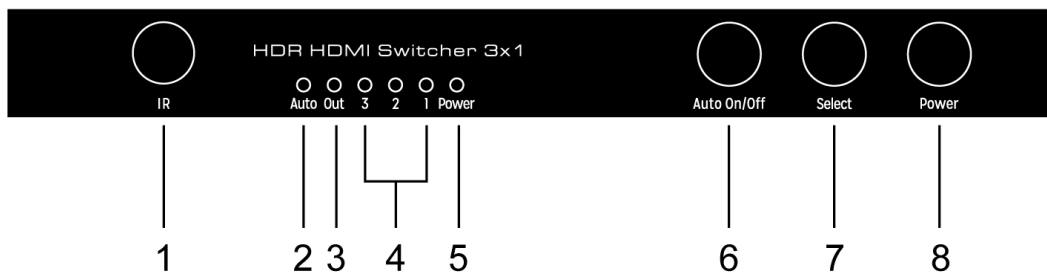 HDR HDMI Switcher 3x1
IR
Auto Out 3 2 1 Power
Auto On/Off Select Power
1 2 3 4 5 6 7 8